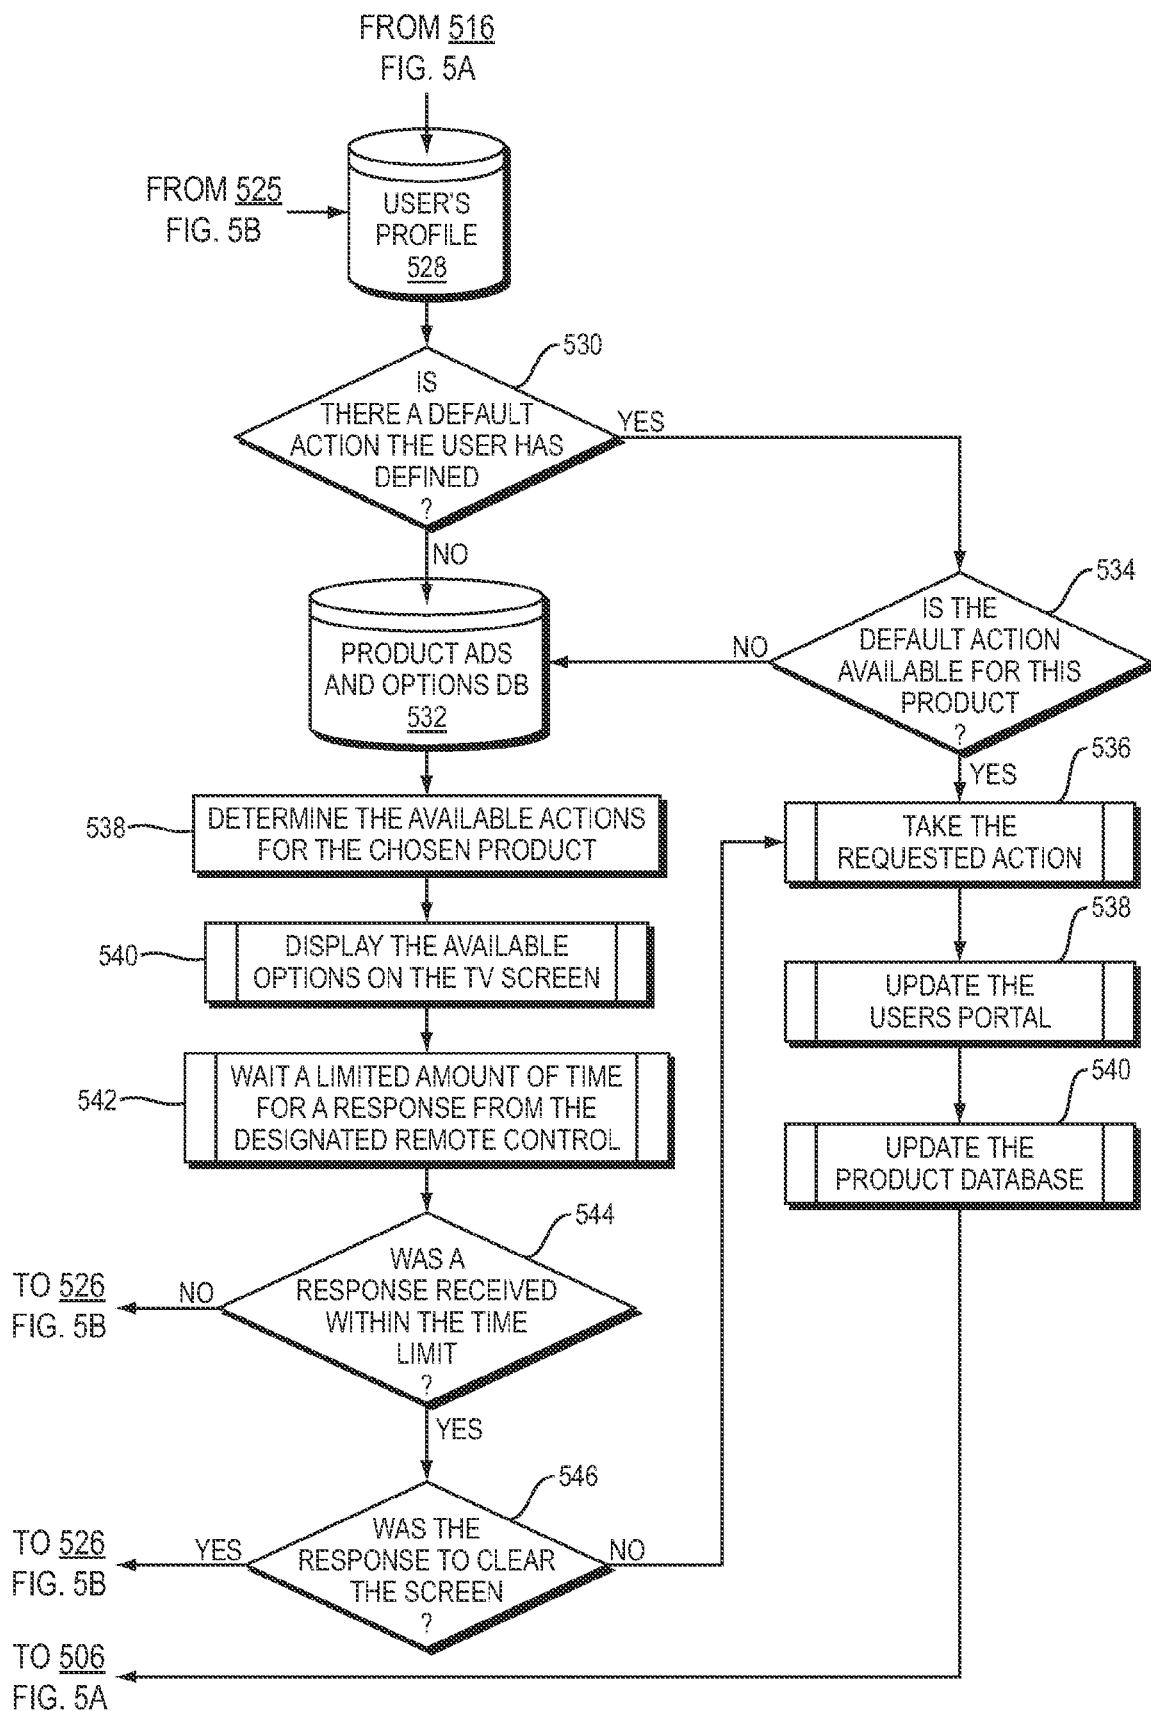 FROM 516
FIG. 5A
FROM 525
FIG. 5B
USER'S
PROFILE
528
530
IS
THERE A DEFAULT
ACTION THE USER HAS
DEFINED
?
YES
NO
534
IS THE
DEFAULT ACTION
AVAILABLE FOR THIS
PRODUCT
?
NO
YES
PRODUCT ADS
AND OPTIONS DB
532
536
TAKE THE
REQUESTED ACTION
538
DETERMINE THE AVAILABLE ACTIONS
FOR THE CHOSEN PRODUCT
538
UPDATE THE
USERS PORTAL
540
DISPLAY THE AVAILABLE
OPTIONS ON THE TV SCREEN
540
UPDATE THE
PRODUCT DATABASE
542
WAIT A LIMITED AMOUNT OF TIME
FOR A RESPONSE FROM THE
DESIGNATED REMOTE CONTROL
544
WAS A
RESPONSE RECEIVED
WITHIN THE TIME
LIMIT
?
NO
TO 526
FIG. 5B
YES
546
WAS THE
RESPONSE TO CLEAR
THE SCREEN
?
YES
NO
TO 526
FIG. 5B
TO 506
FIG. 5A